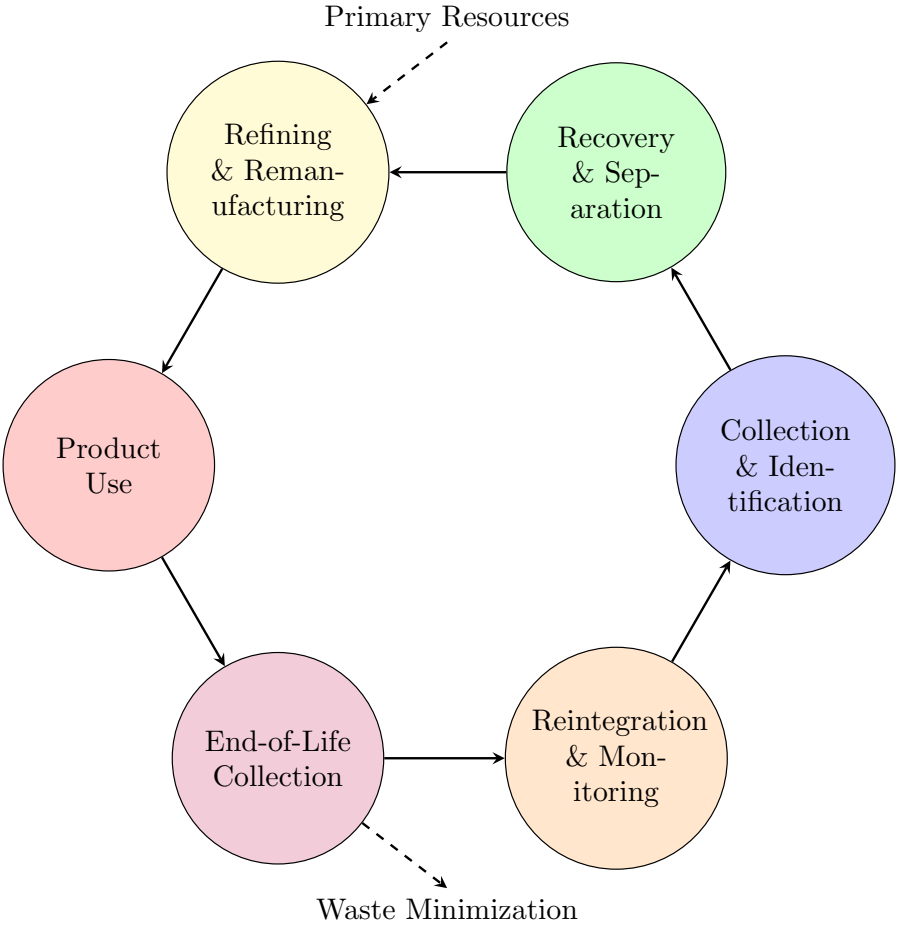 Primary Resources
Refining
& Reman-
ufacturing
Recovery
& Sep-
aration
Product
Use
Collection
& Iden-
tification
End-of-Life
Collection
Reintegration
& Mon-
itoring
Waste Minimization